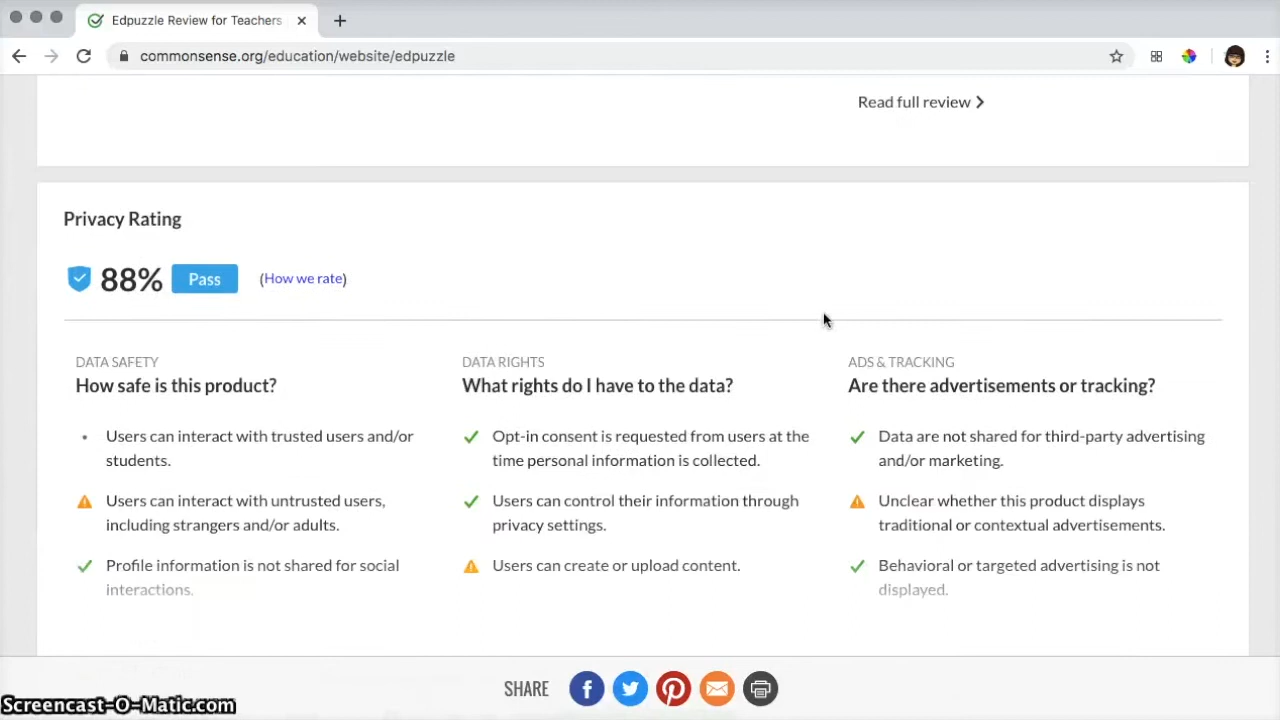 Edpuzzle Review for Teachers
commonsense.org/education/website/edpuzzle
Read full review
Privacy Rating
88% Pass (How we rate)
DATA SAFETY
How safe is this product?
Users can interact with trusted users and/or
students.
Users can interact with untrusted users,
including strangers and/or adults.
Profile information is not shared for social
interactions.
DATA RIGHTS
What rights do I have to the data?
Opt-in consent is requested from users at the
time personal information is collected.
Users can control their information through
privacy settings.
Users can create or upload content.
ADS & TRACKING
Are there advertisements or tracking?
Data are not shared for third-party advertising
and/or marketing.
Unclear whether this product displays
traditional or contextual advertisements.
Behavioral or targeted advertising is not
displayed.
SHARE
Screencast-O-Matic.com